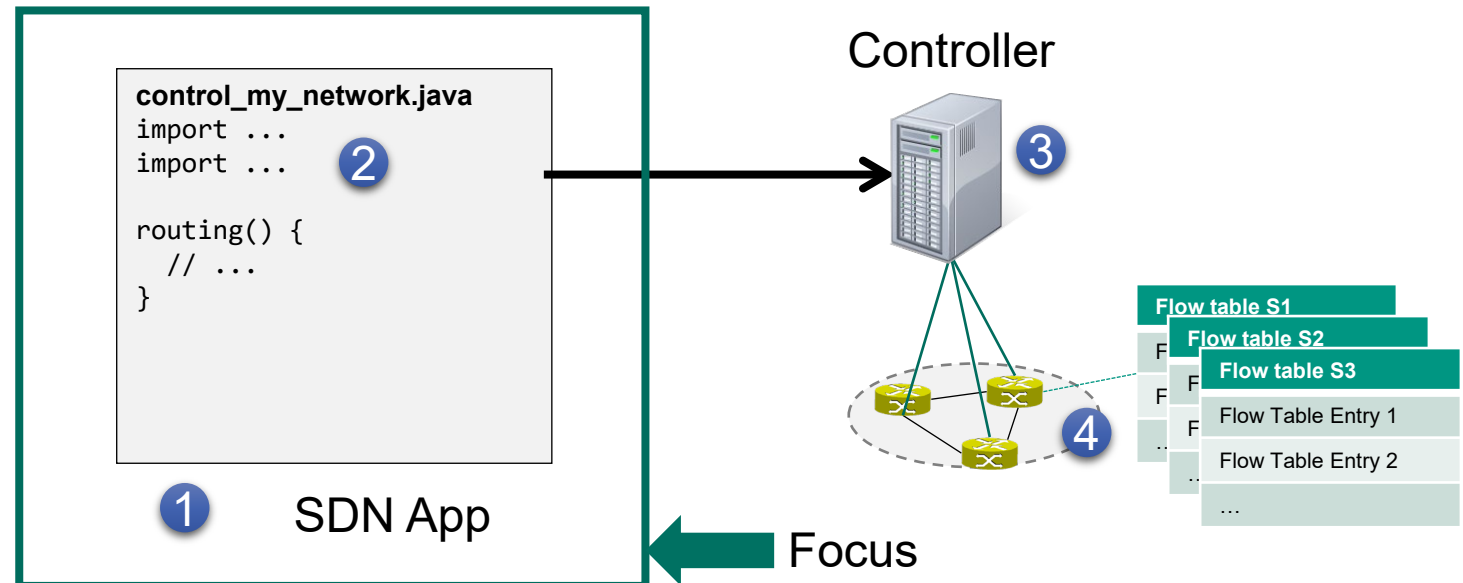 Controller
control_my_network.java
import ...
import ...
2
3
routing() {
// ...
}
Flow table S1
F
F
...
Flow table S2
F
F
...
Flow table S3
Flow Table Entry 1
Flow Table Entry 2
...
4
1
SDN App
Focus